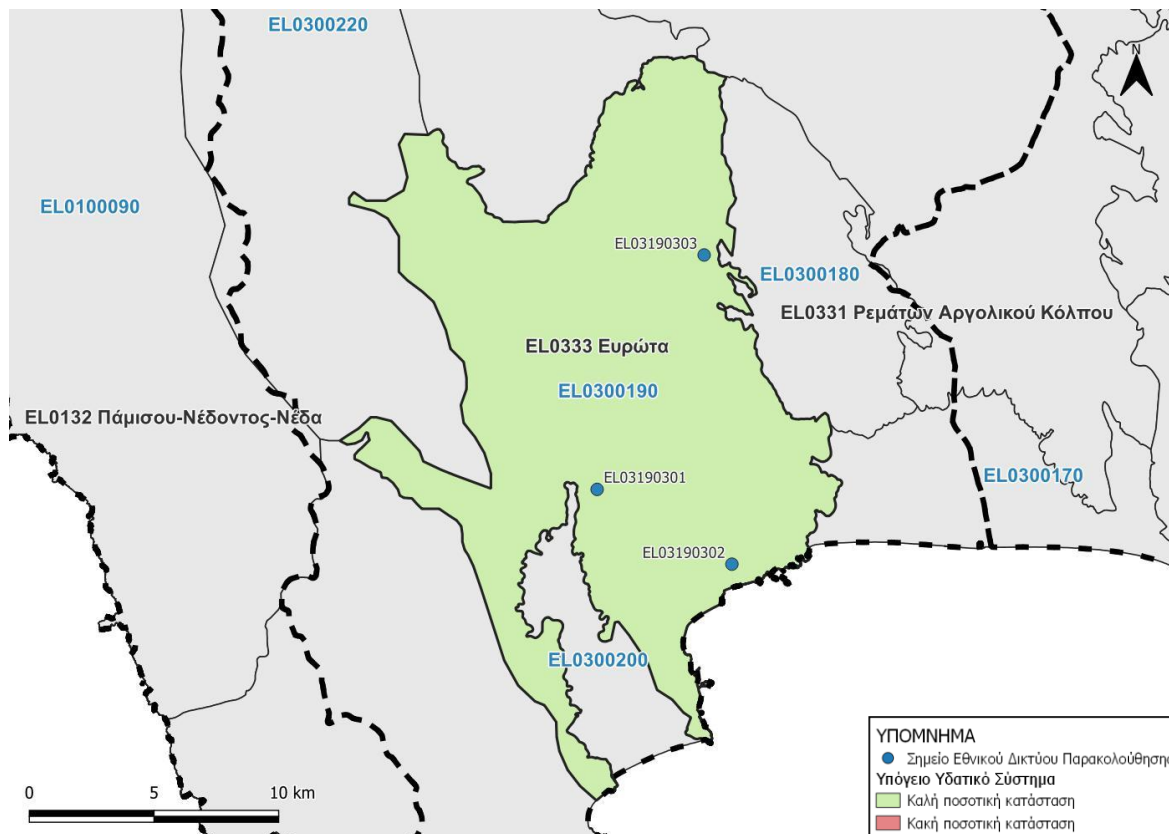 EL0300220
N
EL0100090
EL03190303
EL0300180
EL0331 Ρεμάτων Αργολικού Κόλπου
EL0333 Ευρώτα
EL0300190
EL0132 Πάμισου-Νέδοντος-Νέδα
EL03190301
EL0300170
EL03190302
EL0300200
ΥΠΟΜΝΗΜΑ
Σημείο Εθνικού Δικτύου Παρακολούθησης
Υπόγειο Υδατικό Σύστημα
Καλή ποσοτική κατάσταση
Κακή ποσοτική κατάσταση
0 5 10 km